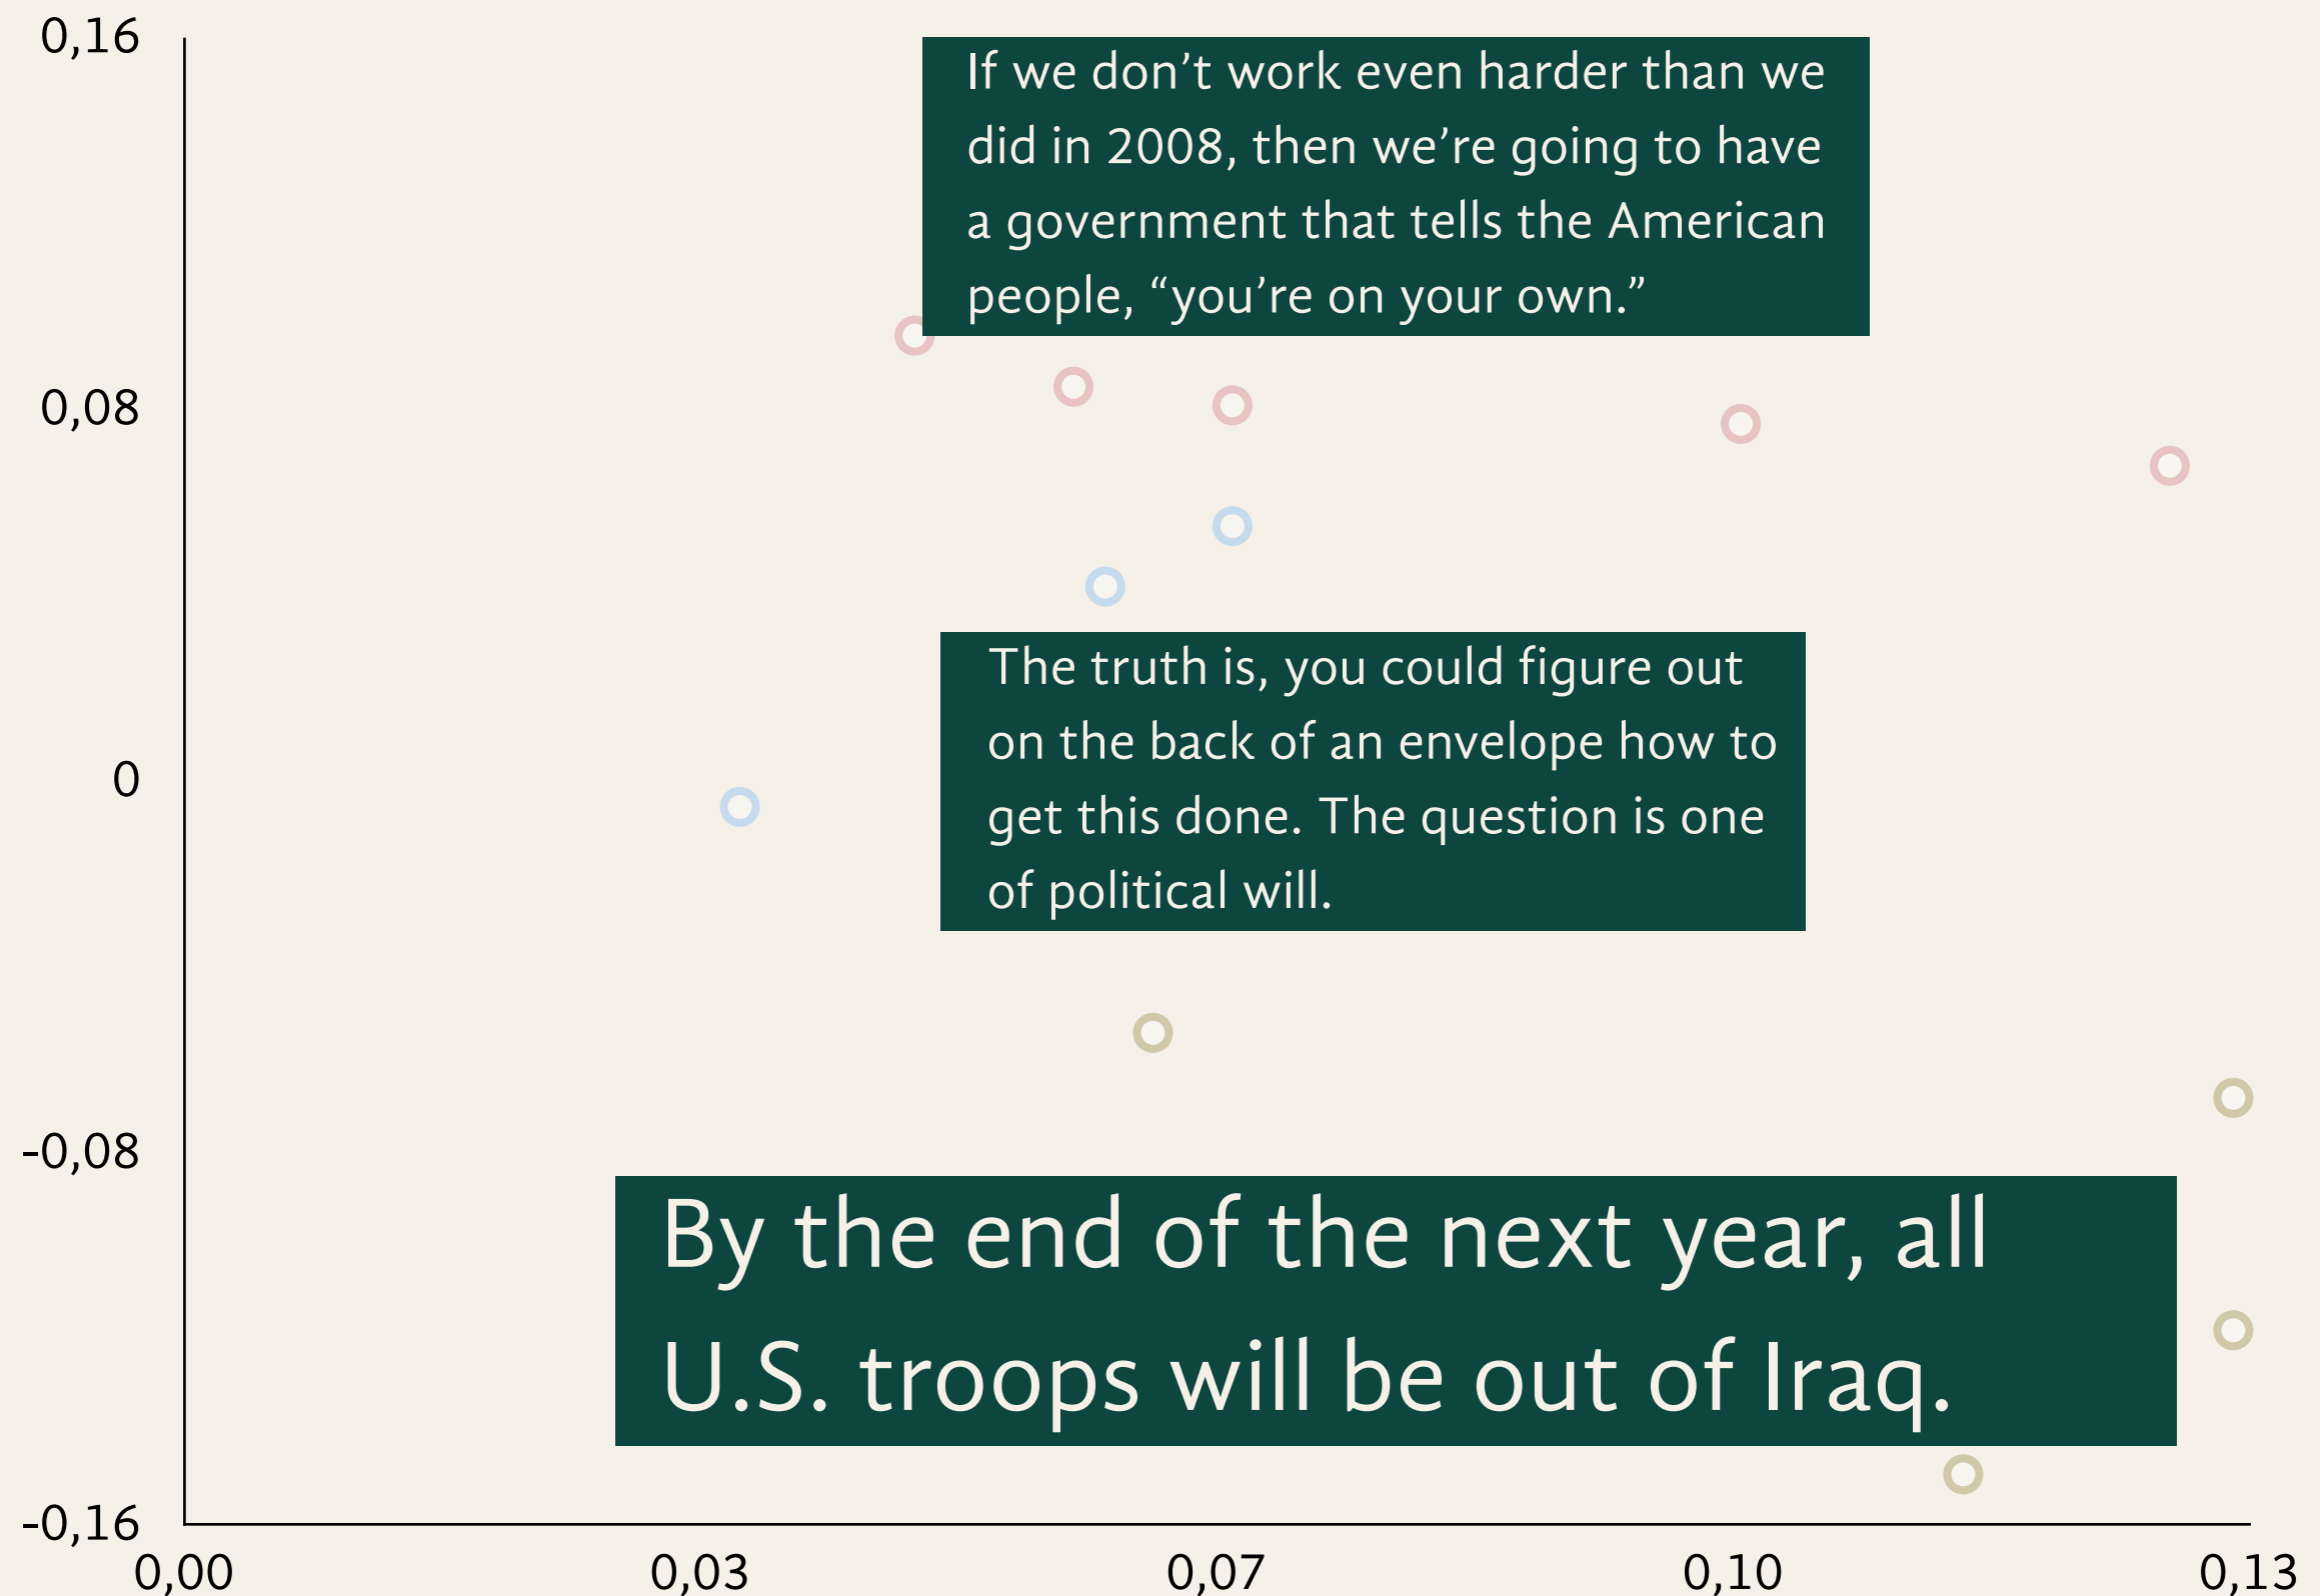 0,16
If we don’t work even harder than we
did in 2008, then we’re going to have
a government that tells the American
people, “you’re on your own.”
0,08
The truth is, you could figure out
on the back of an envelope how to
get this done. The question is one
of political will.
0
-0,08
By the end of the next year, all
U.S. troops will be out of Iraq.
-0,16
0,00 0,03 0,07 0,10 0,13